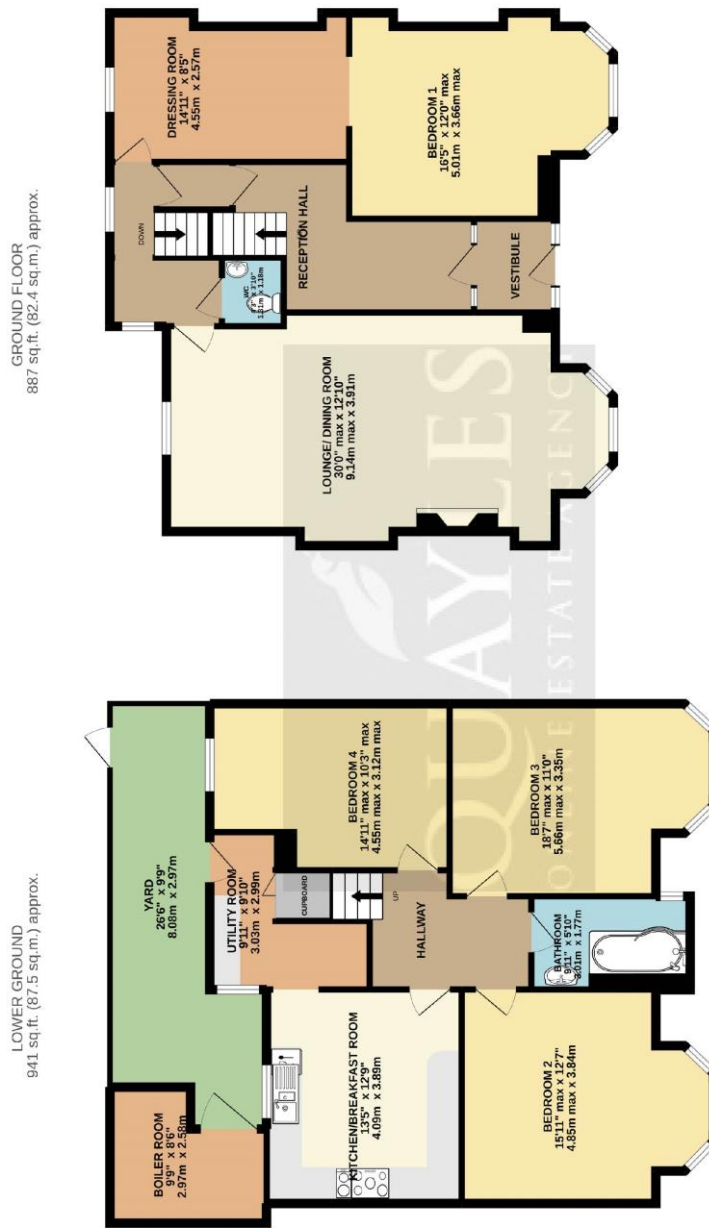 GROUND FLOOR
887 sq.ft. (82.4 sq.m.) approx.
DRESSING ROOM
14'11" x 8'5"
4.55m x 2.57m
BEDROOM 1
16'5" x 12'0" max
5.01m x 3.66m max
DOWN
RECEPTION HALL
VESTIBULE
WC
x 3'10"
x 1.18m
LOUNGE/ DINING ROOM
30'0" max x 12'10"
9.14m max x 3.91m
QUAYLES
ESTATE AGENCY
LOWER GROUND
941 sq.ft. (87.5 sq.m.) approx.
YARD
26'6" x 9'9"
8.08m x 2.97m
BEDROOM 4
14'11" max x 10'3" max
4.55m max x 3.12m max
BEDROOM 3
18'7" max x 11'0"
5.66m max x 3.35m
UTILITY ROOM
9'11" x 9'10"
3.03m x 2.99m
CUPBOARD
UP
HALLWAY
BATHROOM
9'11" x 5'10"
3.01m x 1.77m
BOILER ROOM
9'9" x 8'6"
2.97m x 2.58m
KITCHEN/BREAKFAST ROOM
13'5" x 12'9"
4.09m x 3.89m
BEDROOM 2
15'11" max x 12'7"
4.85m max x 3.84m